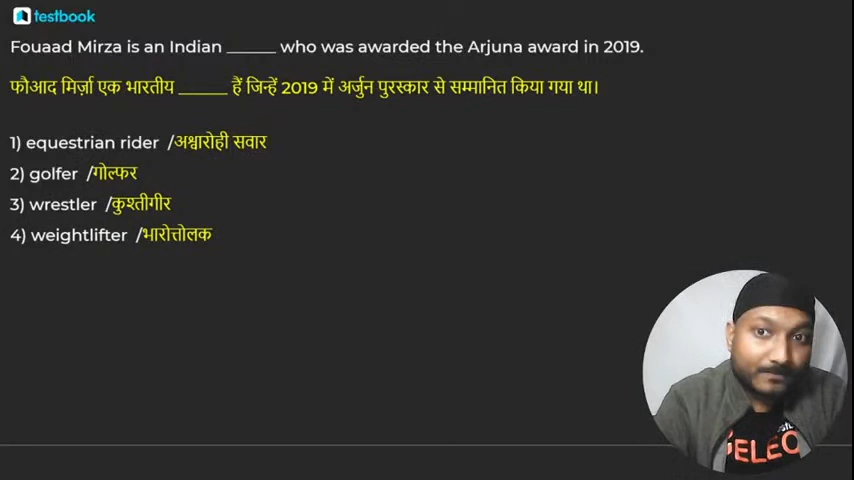 testbook
Fouaad Mirza is an Indian ______ who was awarded the Arjuna award in 2019.
फौआद मिर्ज़ा एक भारतीय ______ हैं जिन्हें 2019 में अर्जुन पुरस्कार से सम्मानित किया गया था।
1) equestrian rider /अश्वारोही सवार
2) golfer /गोल्फर
3) wrestler /कुश्तीगीर
4) weightlifter /भारोत्तोलक